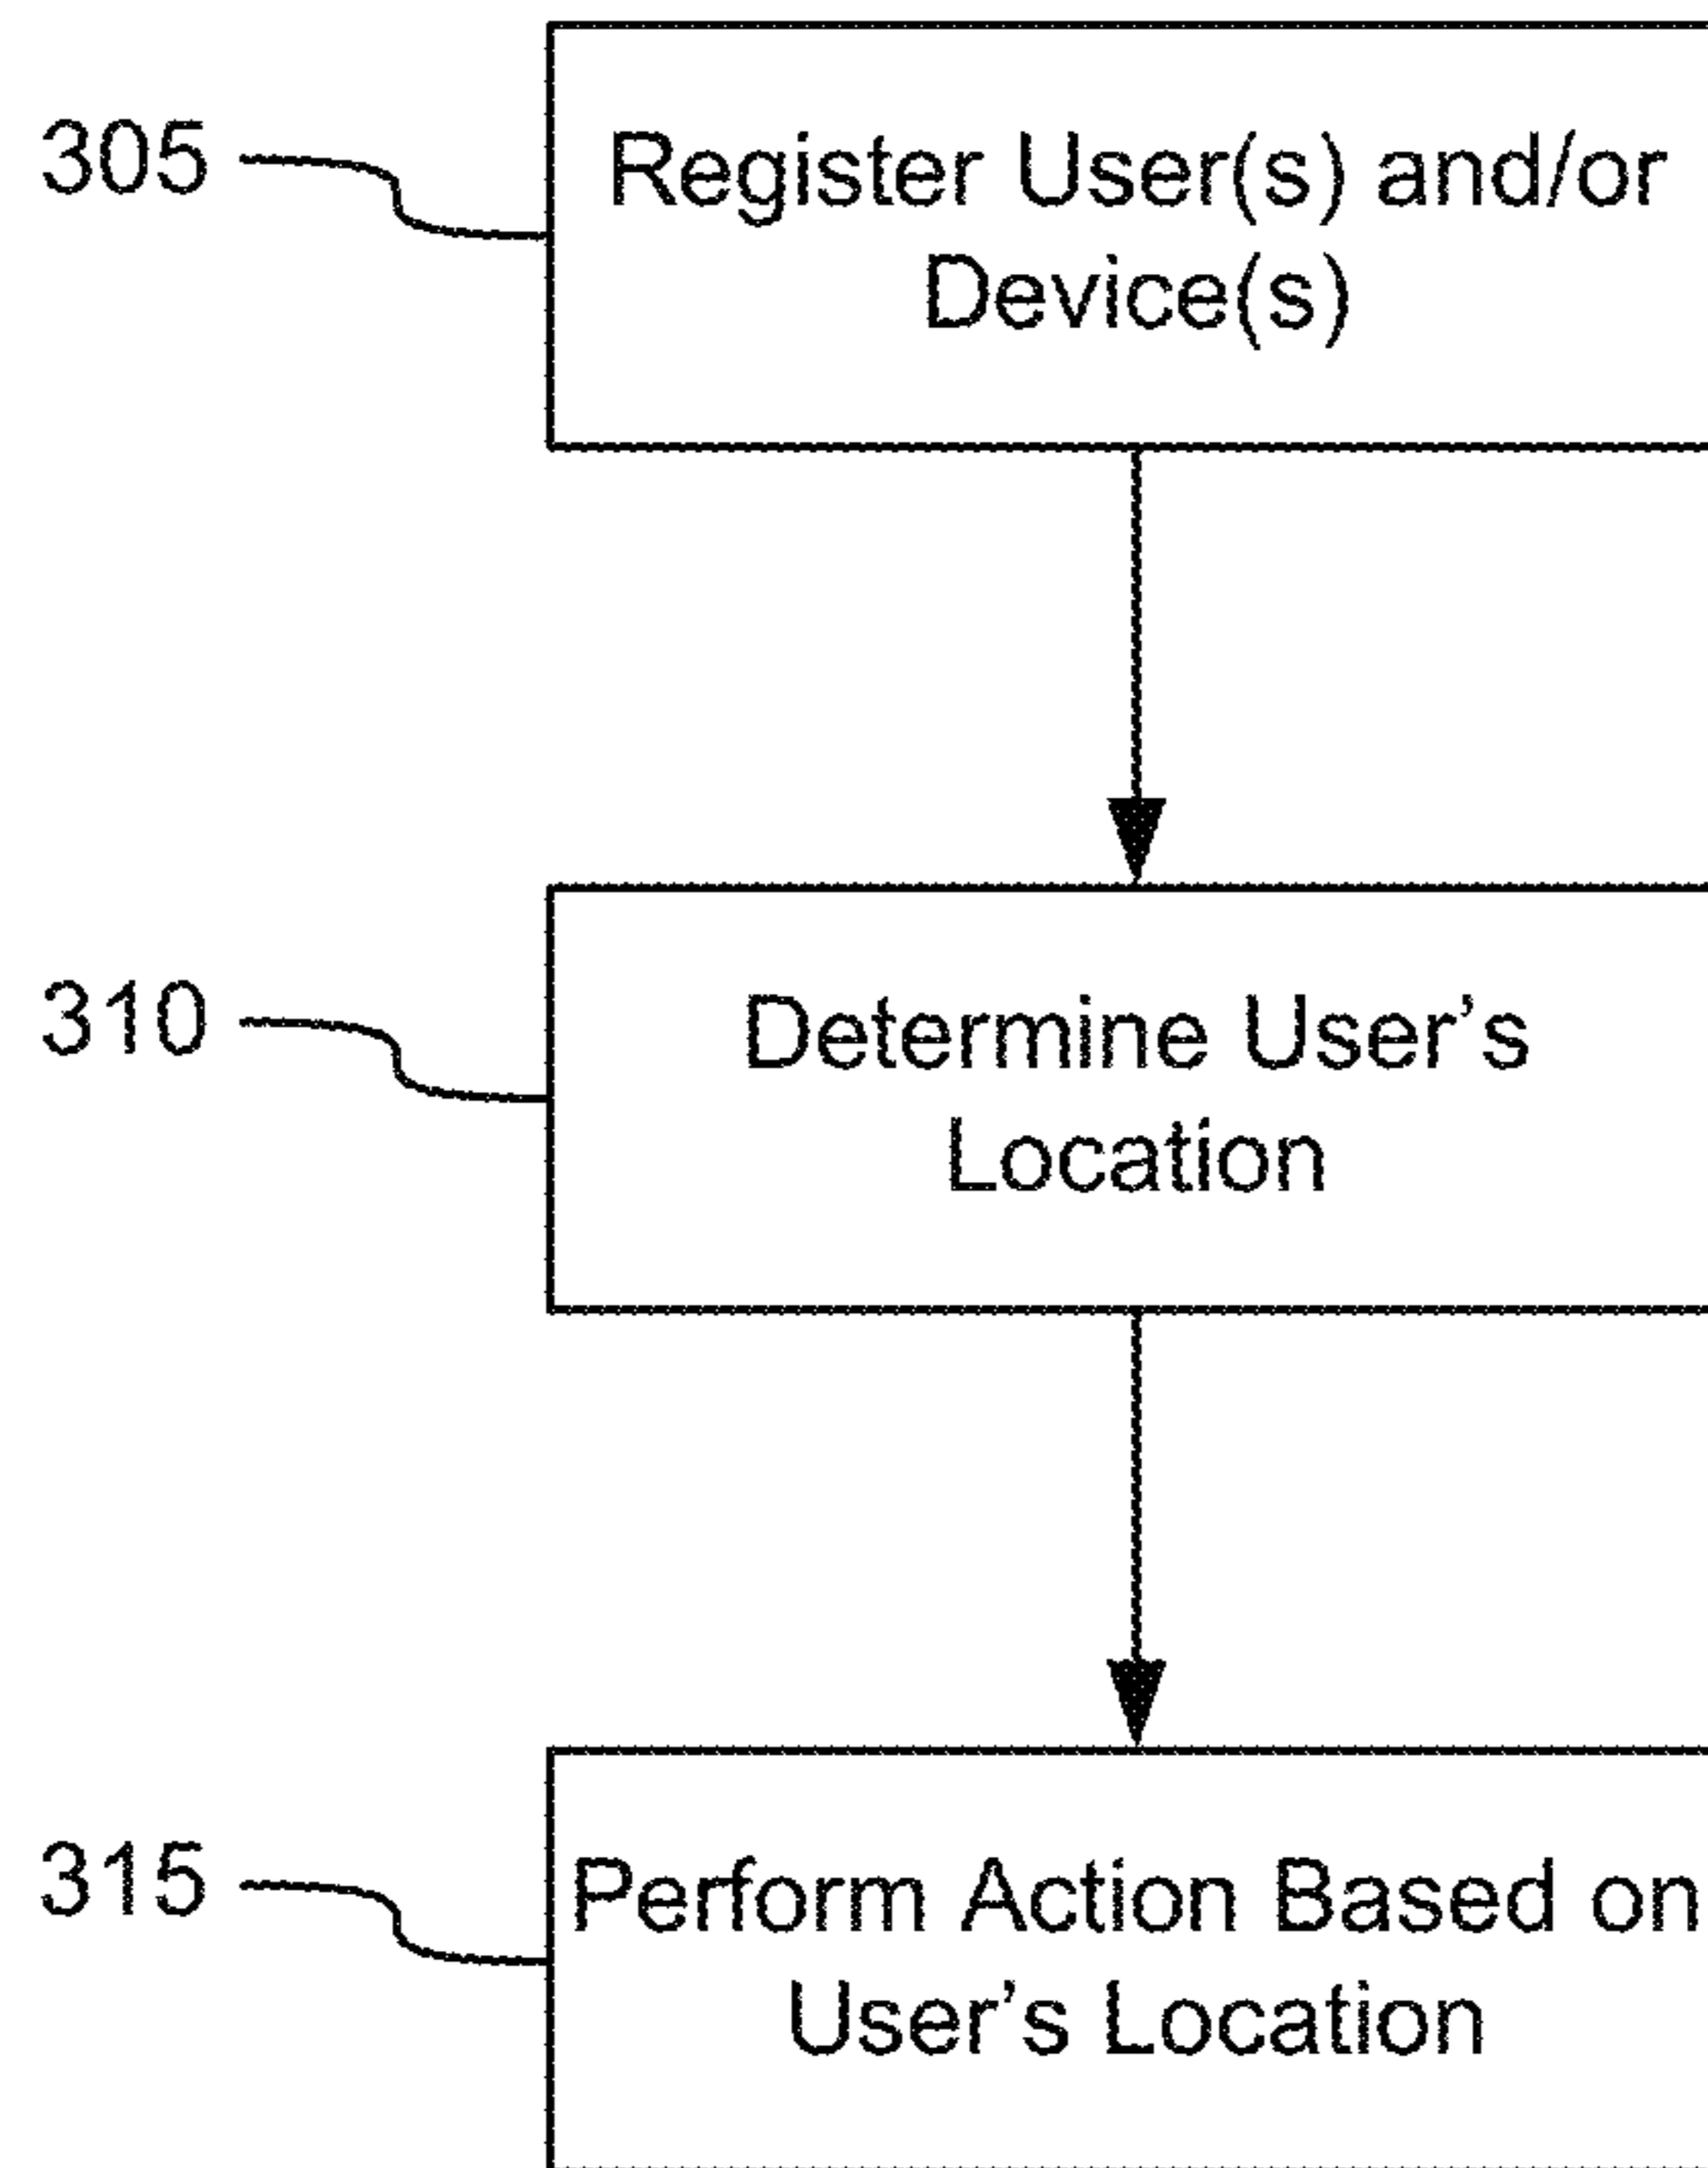 305
Register User(s) and/or
Device(s)
310
Determine User’s
Location
315
Perform Action Based on
User’s Location